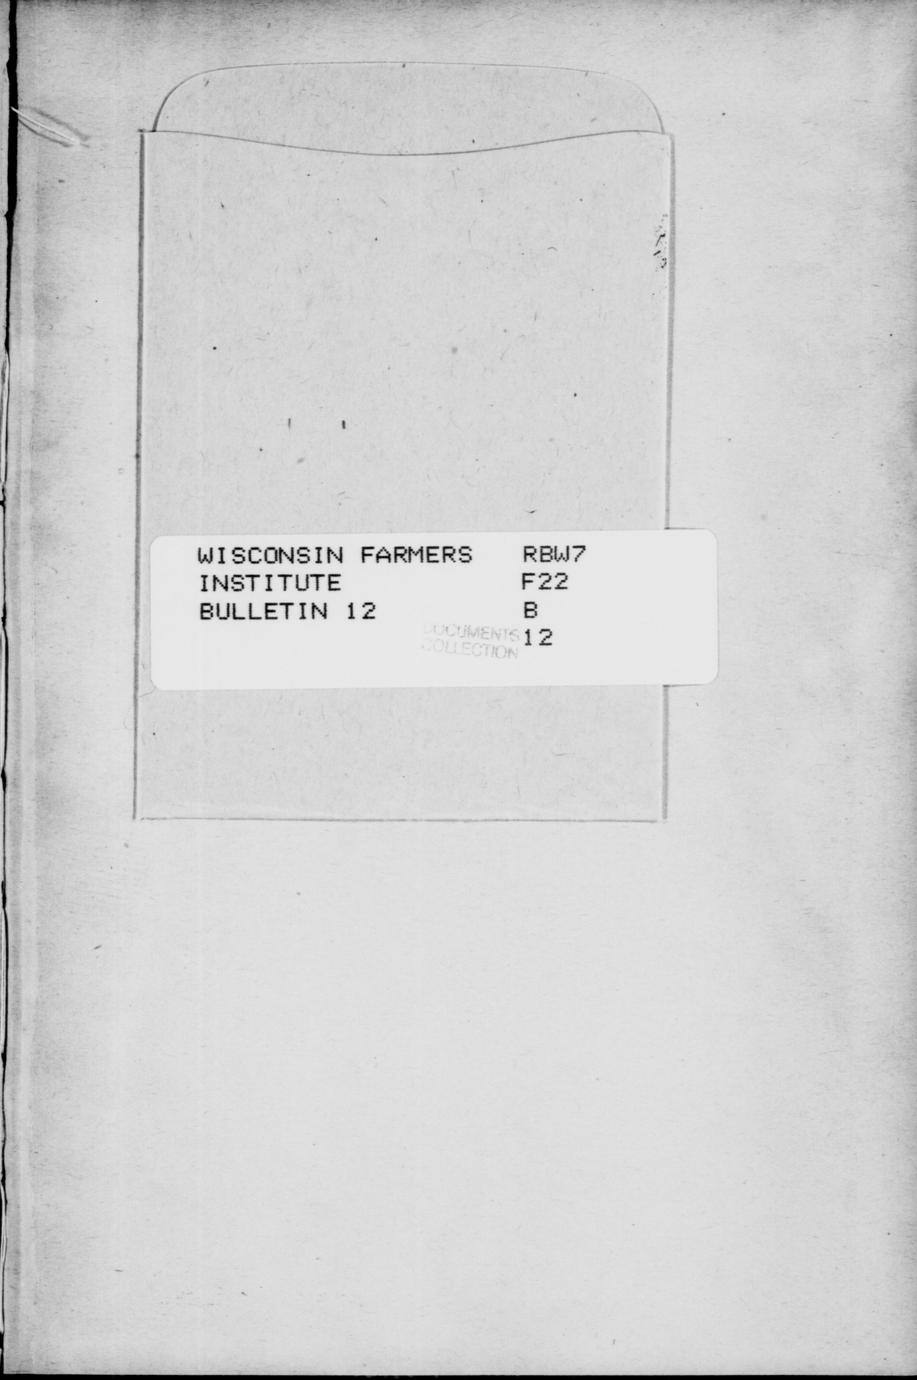 WISCONSIN FARMERS RBW7
INSTITUTE F22
BULLETIN 12 B
DOCUMENTS 12
COLLECTION